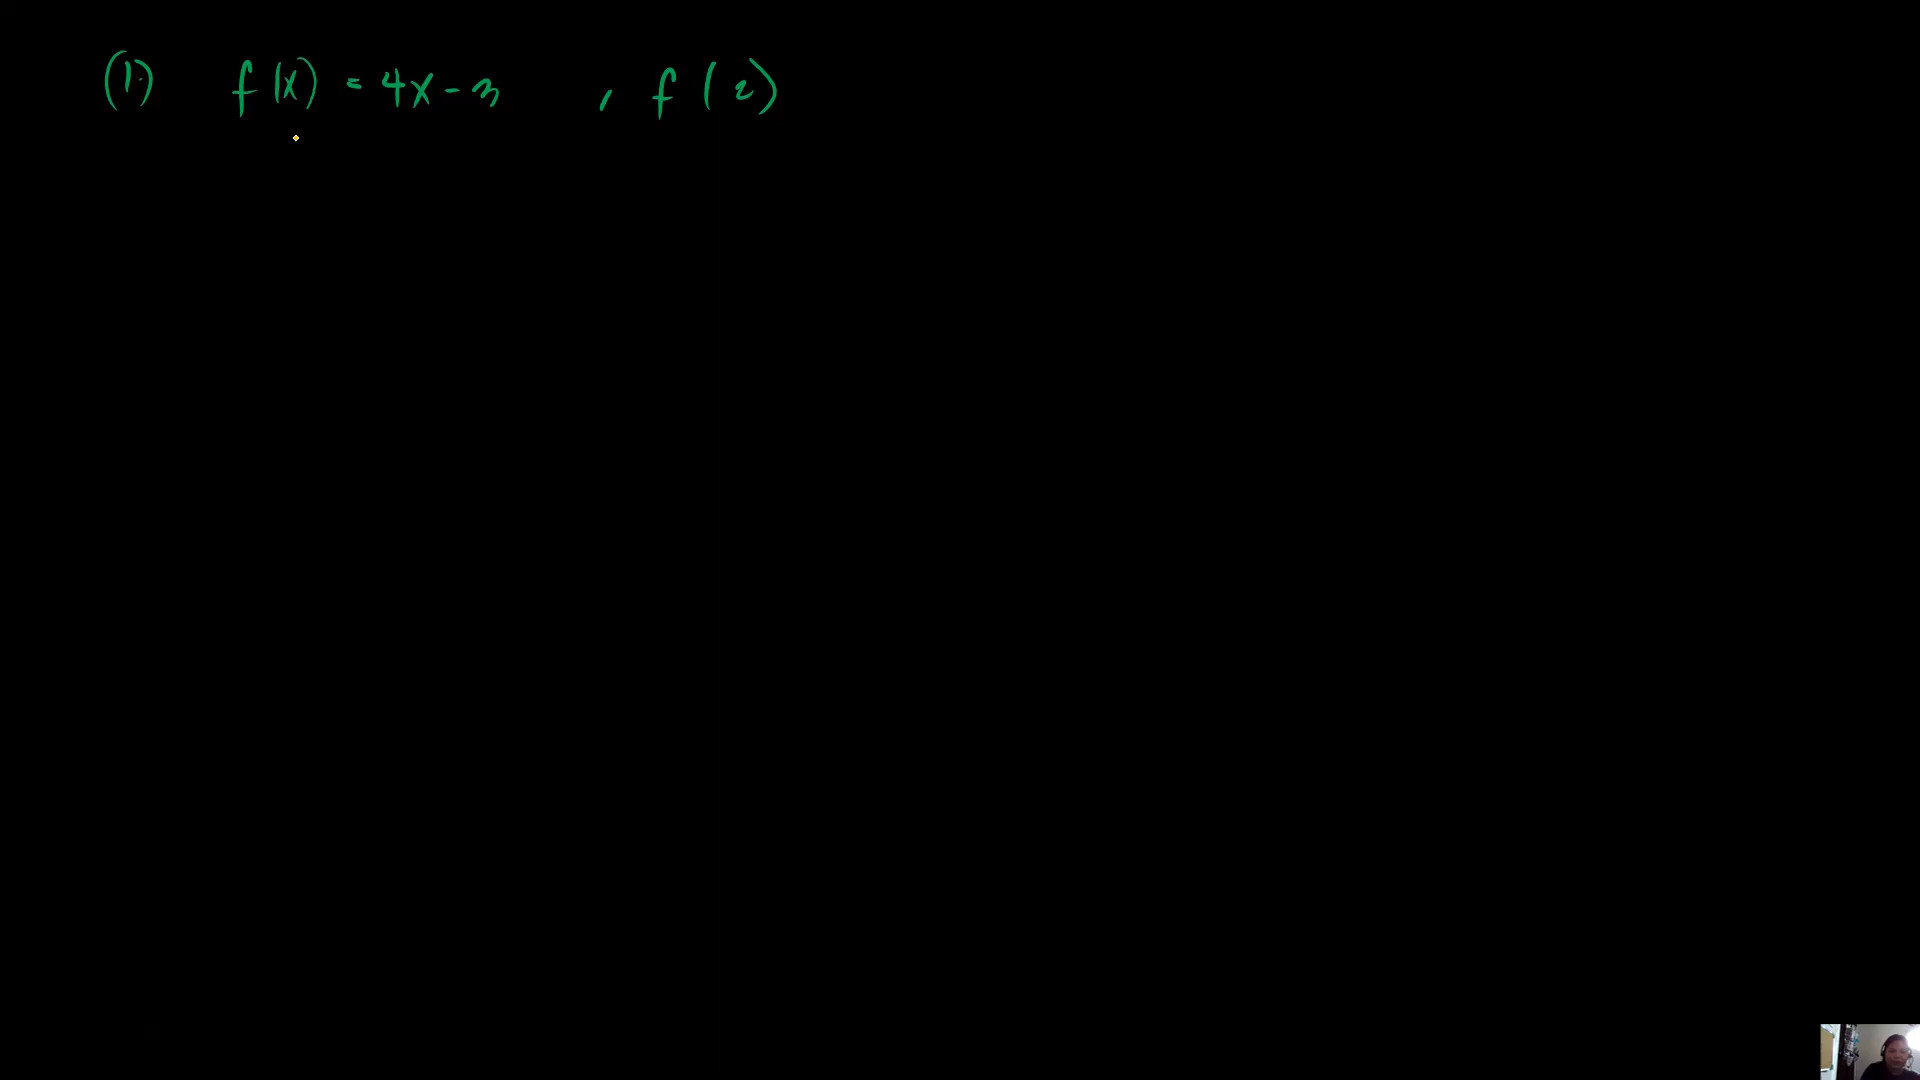 (1.) f(x) = 4x - 3 , f(2)